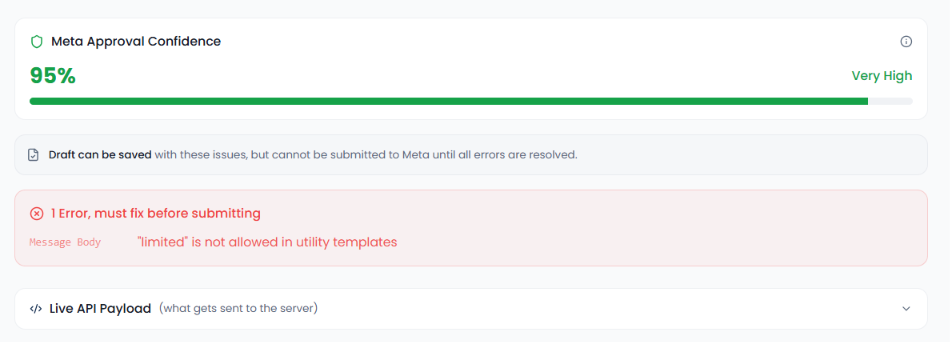 Meta Approval Confidence
95%
Very High
Draft can be saved with these issues, but cannot be submitted to Meta until all errors are resolved.
1 Error, must fix before submitting
Message Body "limited" is not allowed in utility templates
</> Live API Payload (what gets sent to the server)